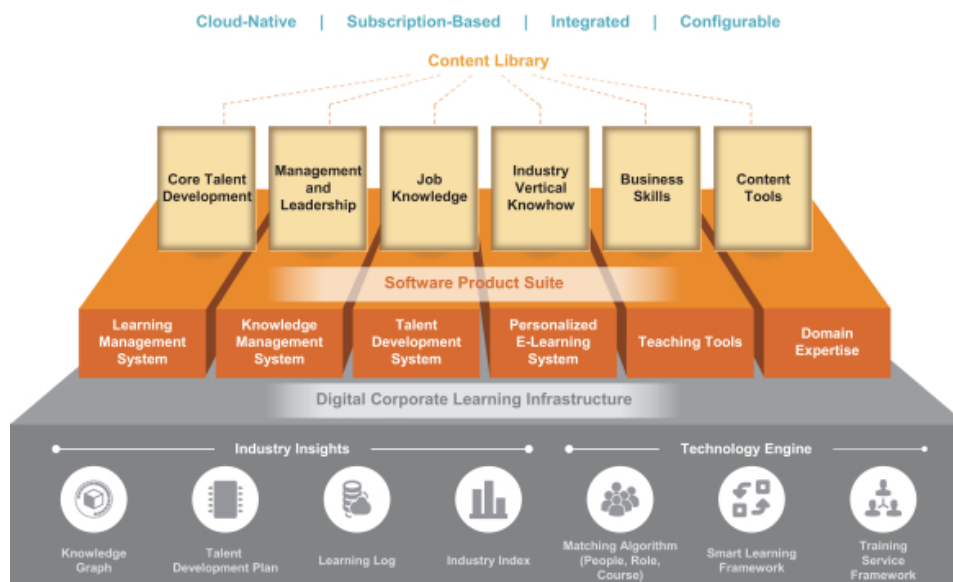 Cloud-Native | Subscription-Based | Integrated | Configurable
Content Library
Core Talent
Development
Management
and
Leadership
Job
Knowledge
Industry
Vertical
Knowhow
Business
Skills
Content
Tools
Software Product Suite
Learning
Management
System
Knowledge
Management
System
Talent
Development
System
Personalized
E-Learning
System
Teaching Tools
Domain
Expertise
Digital Corporate Learning Infrastructure
Industry Insights
Technology Engine
Knowledge
Graph
Talent
Development Plan
Learning Log
Industry Index
Matching Algorithm
(People, Role,
Course)
Smart Learning
Framework
Training
Service
Framework